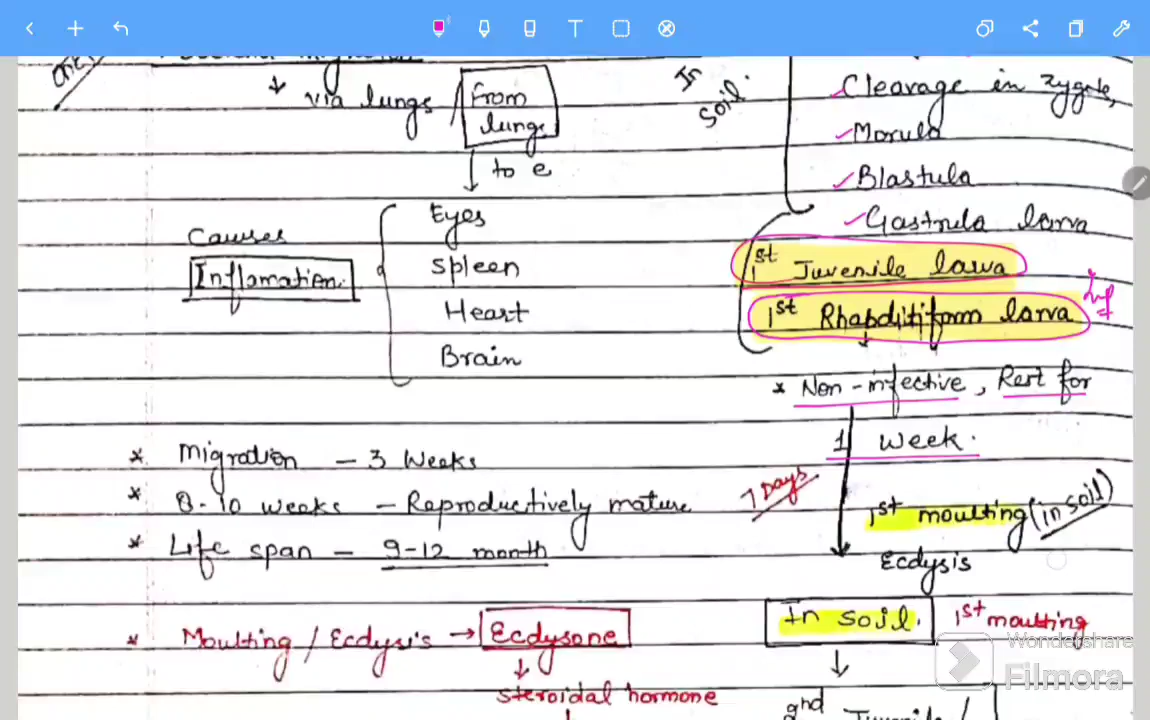 via lungs / from lungs
to e
Causes
Inflamation.
Eyes
Spleen
Heart
Brain
* Migration - 3 Weeks
* 8-10 weeks - Reproductively mature
* Life span - 9-12 month
* Moulting / Ecdysis → Ecdysone
steroidal hormone
In
soil.
Cleavage in zygote,
Morula
Blastula
Gastrula larva
1st Juvenile larva
1st Rhabditiform larva
* Non-infective, Rest for
1 week.
7 Days
1st moulting (in soil)
Ecdysis
In soil. 1st moulting
2nd Juvenile /
Wondershare
Filmora